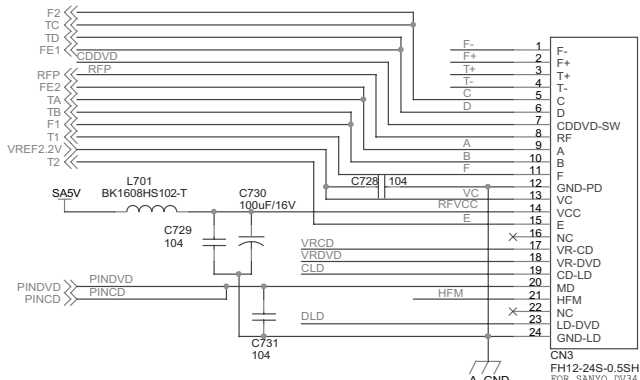 F2
TC
TD
FE1
CDDVD
RFP RFP
FE2
TA
TB
F1
T1
VREF2.2V
T2
SA5V
L701
BK1608HS102-T
C730
100uF/16V
C729
104
C728 104
VRCD
VRDVD
CLD
PINDVD PINDVD
PINCD PINCD
DLD
C731
104
HFM
F- 1 F-
F+ 2 F+
T+ 3 T+
T- 4 T-
C 5 C
D 6 D
7 CDDVD-SW
8 RF
A 9 A
B 10 B
F 11 F
12 GND-PD
VC 13 VC
RFVCC 14 VCC
E 15 E
16 NC
17 VR-CD
18 VR-DVD
19 CD-LD
20 MD
21 HFM
22 NC
23 LD-DVD
24 GND-LD
A_GND
CN3
FH12-24S-0.5SH
FOR SANYO DV34